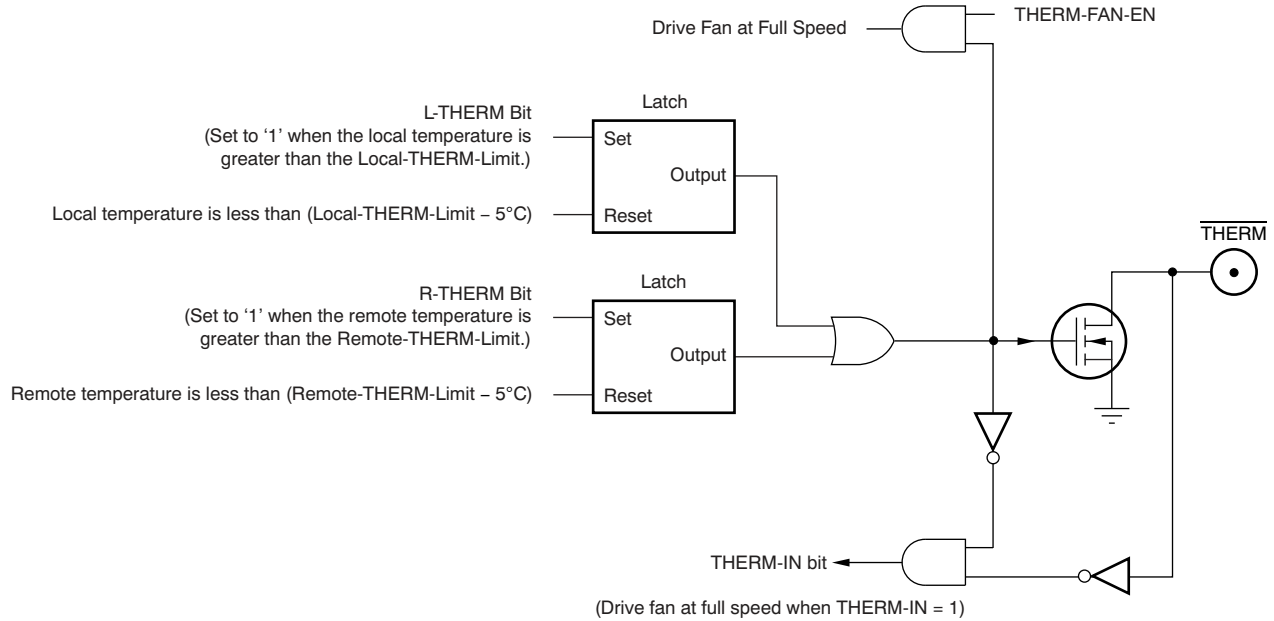 Drive Fan at Full Speed
THERM-FAN-EN
L-THERM Bit
(Set to ‘1’ when the local temperature is
greater than the Local-THERM-Limit.)
Latch
Set
Output
Local temperature is less than (Local-THERM-Limit – 5°C)
Reset
THERM
R-THERM Bit
(Set to ‘1’ when the remote temperature is
greater than the Remote-THERM-Limit.)
Latch
Set
Output
Remote temperature is less than (Remote-THERM-Limit – 5°C)
Reset
THERM-IN bit
(Drive fan at full speed when THERM-IN = 1)